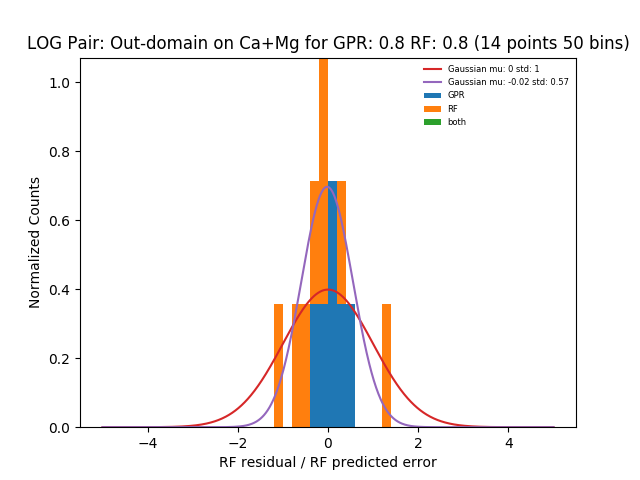 LOG Pair: Out-domain on Ca+Mg for GPR: 0.8 RF: 0.8 (14 points 50 bins)
Gaussian mu: 0 std: 1
Gaussian mu: -0.02 std: 0.57
GPR
RF
both
Normalized Counts
1.0
0.8
0.6
0.4
0.2
0.0
−4 −2 0 2 4
RF residual / RF predicted error